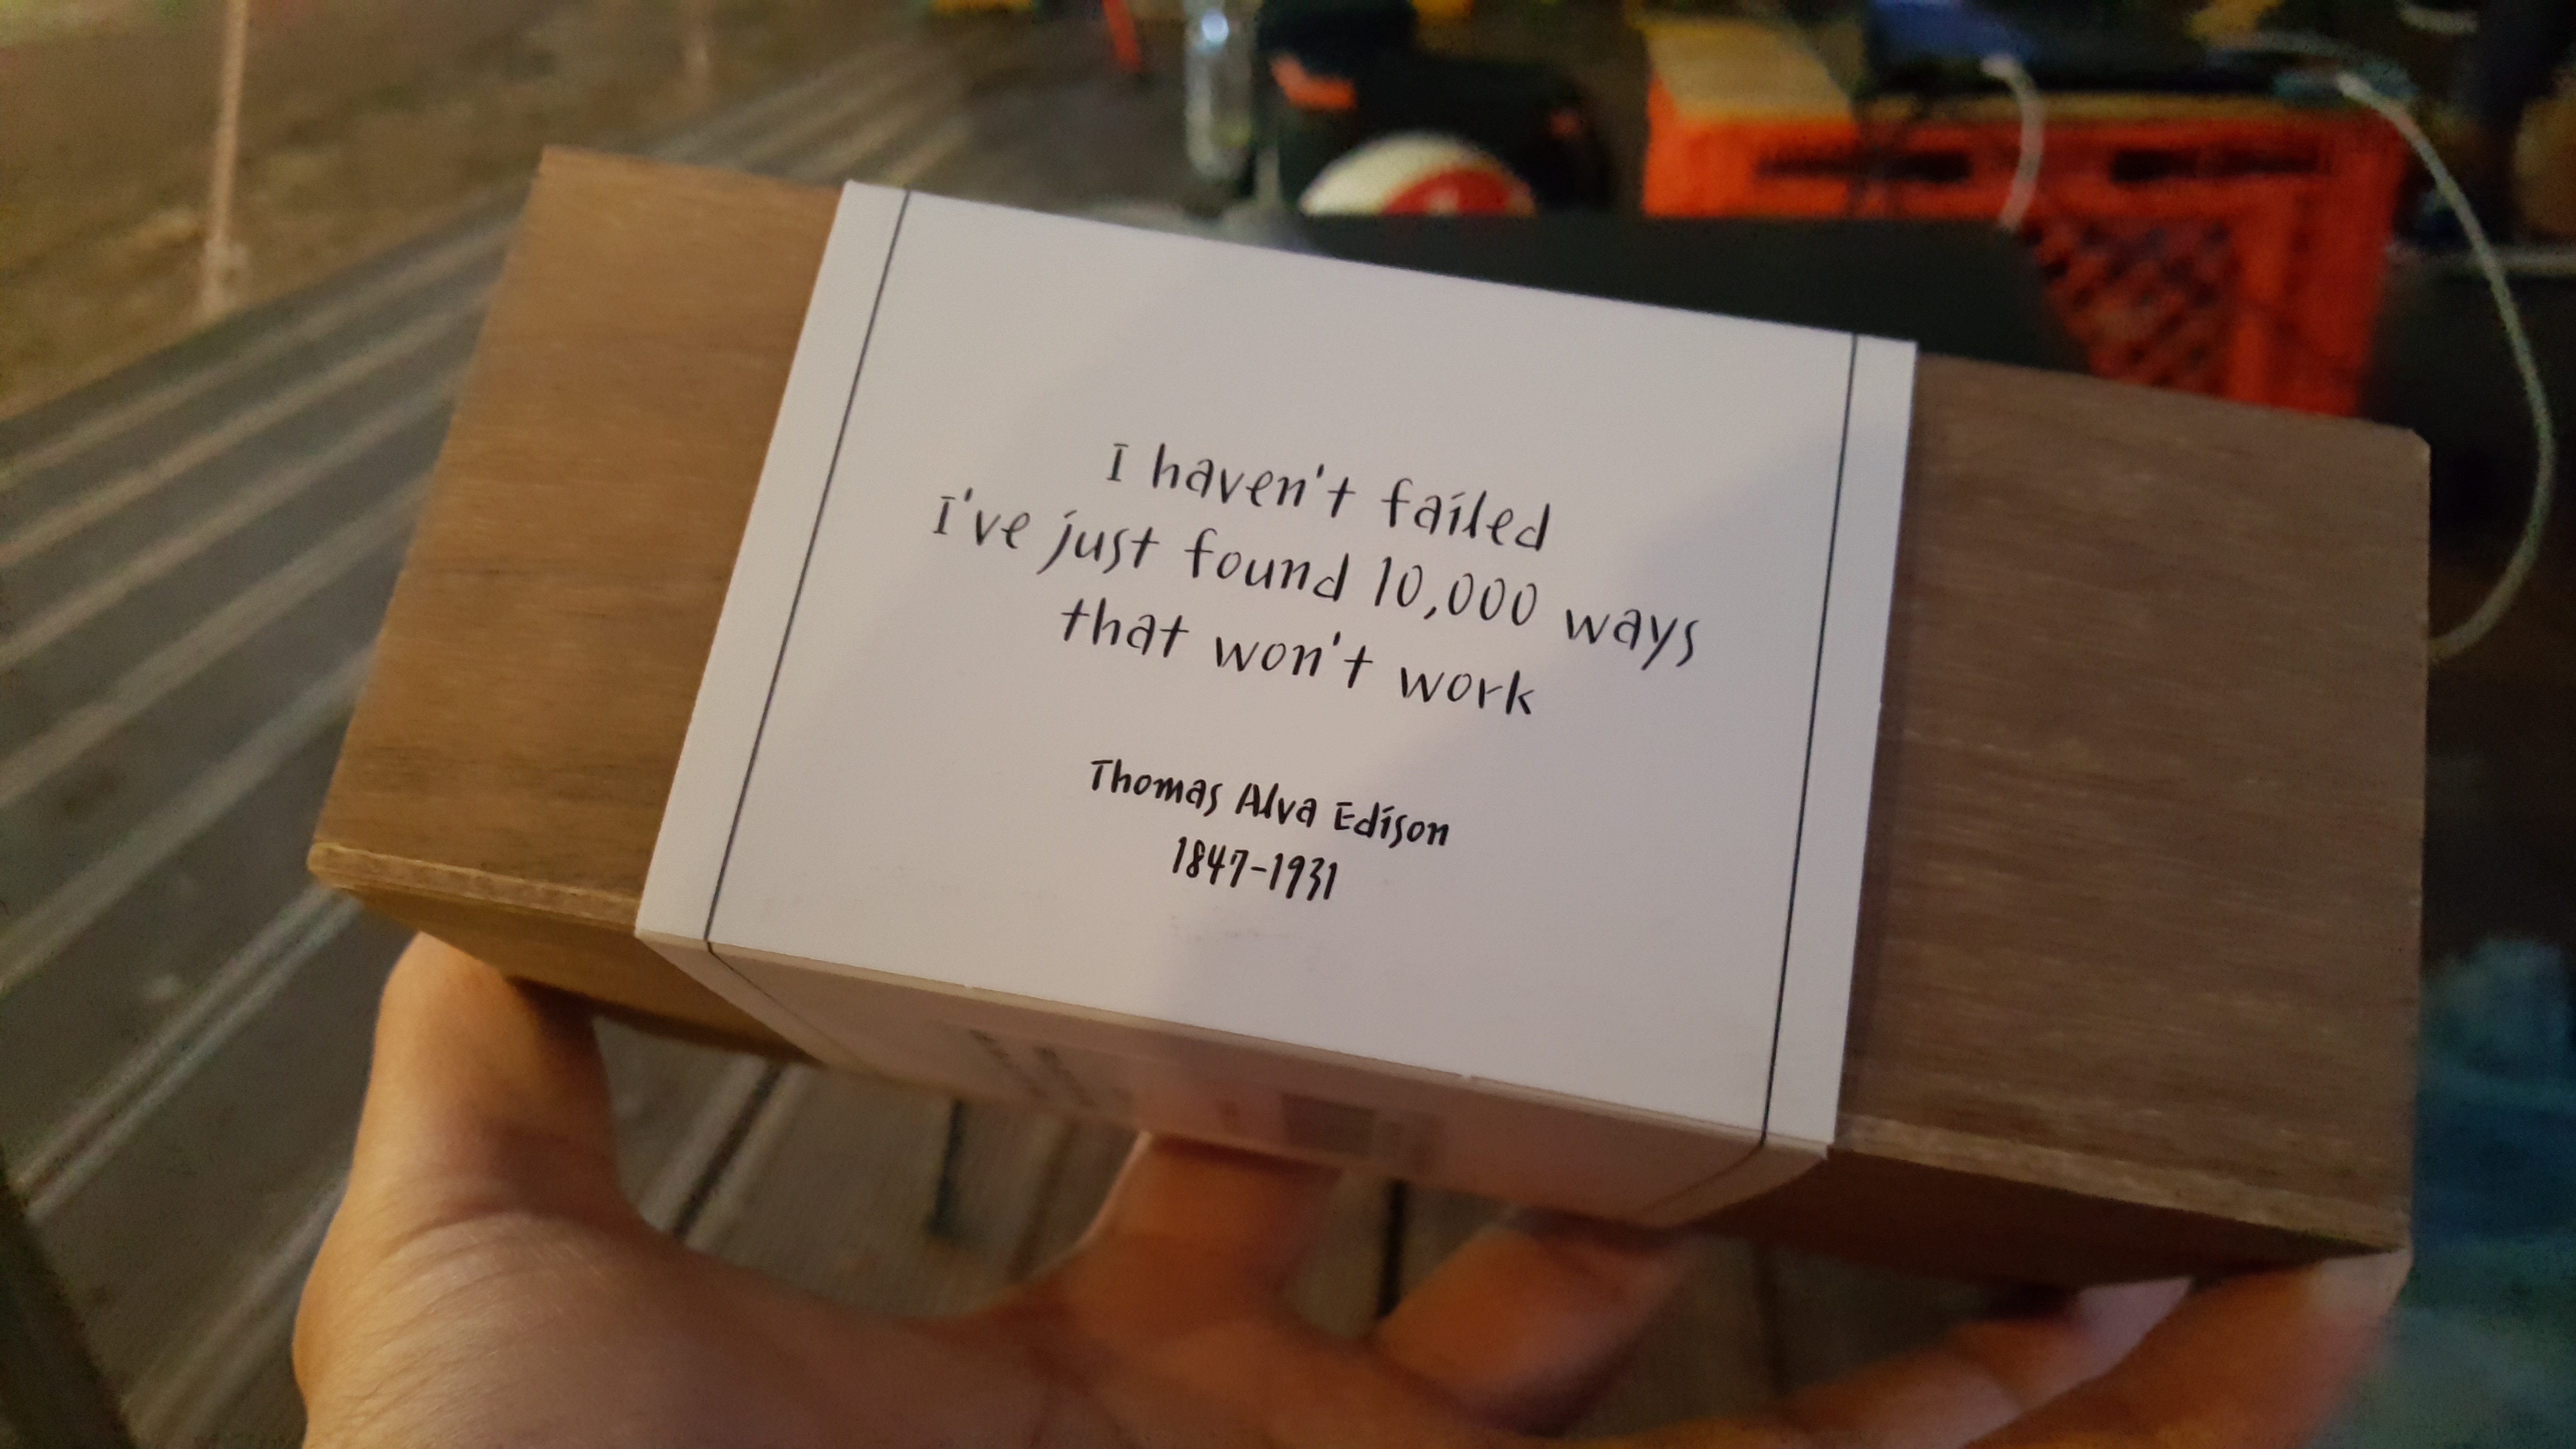 I haven't failed
I've just found 10,000 ways
that won't work
Thomas Alva Edison
1847-1931